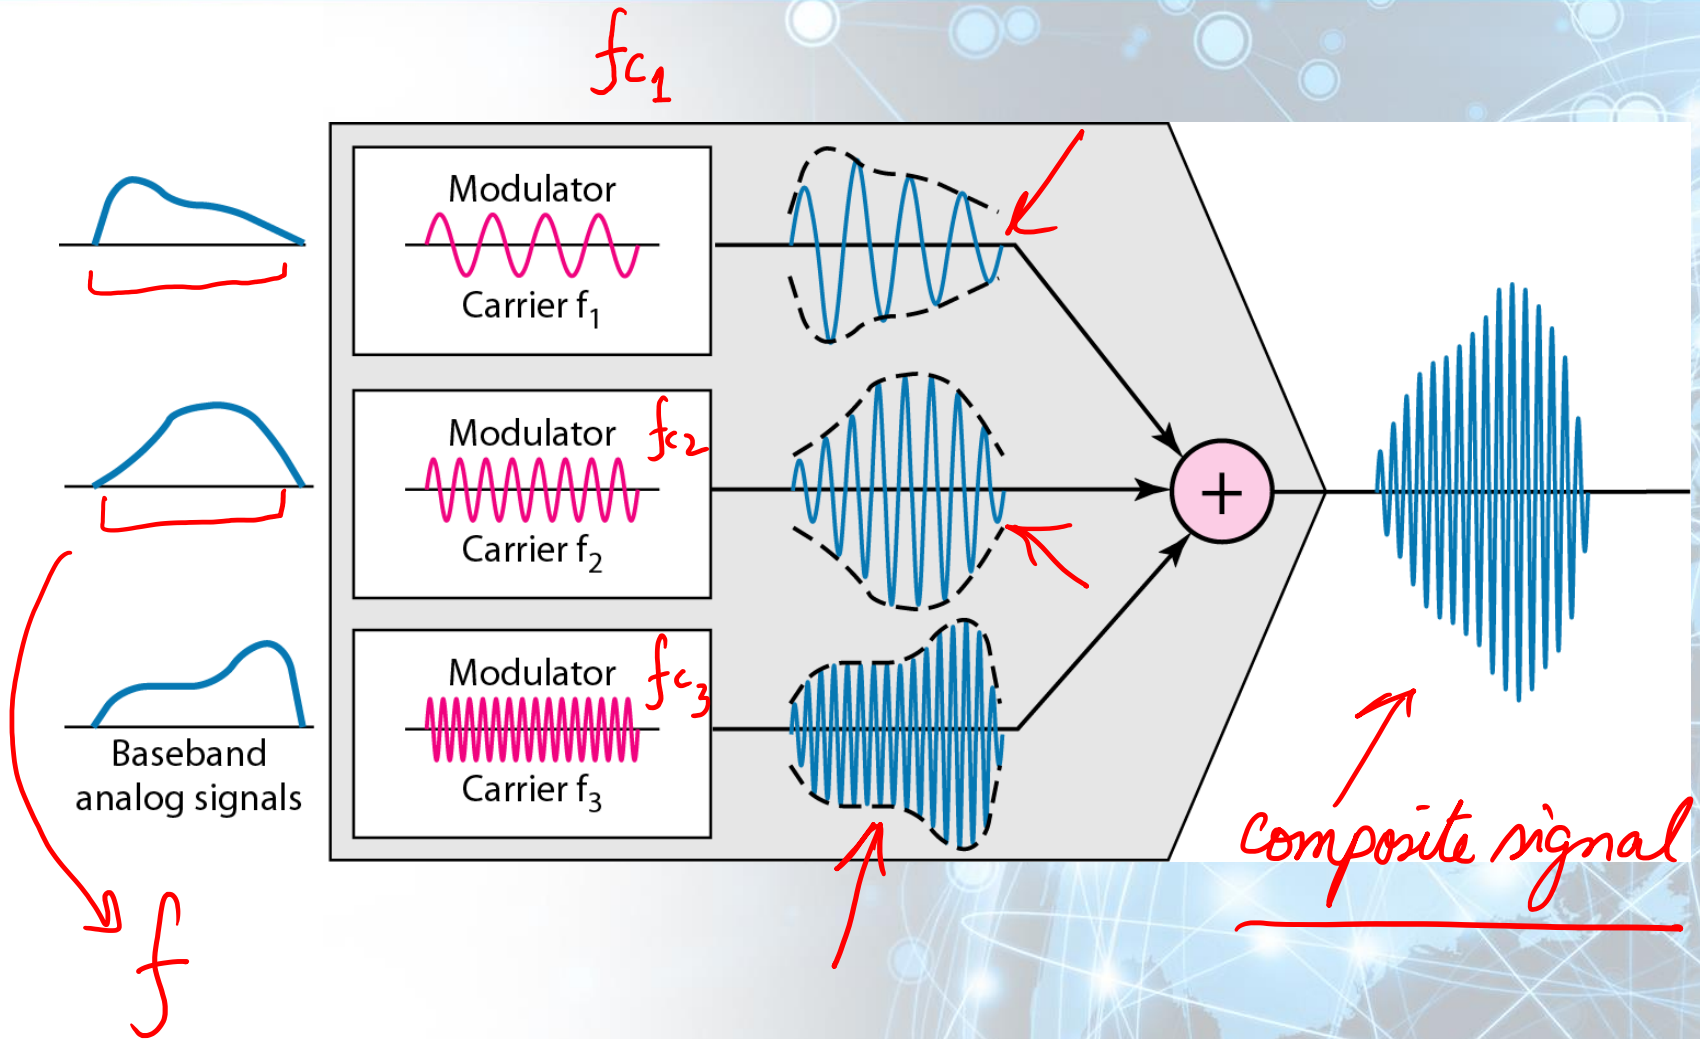 fc1
Modulator
Carrier f1
Modulator
fc2
Carrier f2
Modulator
fc3
Carrier f3
Baseband
analog signals
+
composite signal
f